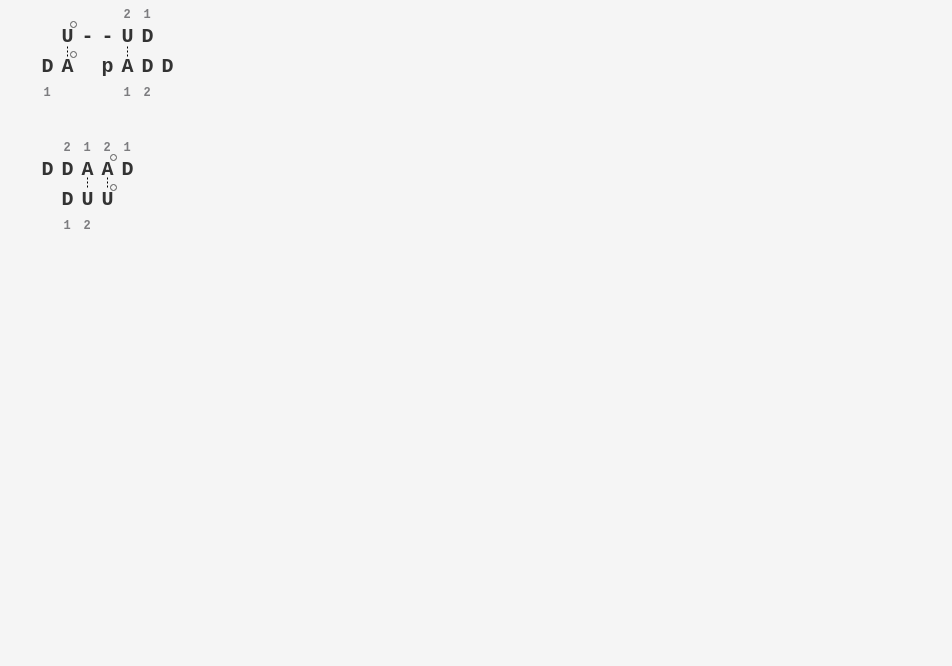 2 1
U - - U D
D A p A D D
1 1 2
2 1 2 1
D D A A D
D U U
1 2